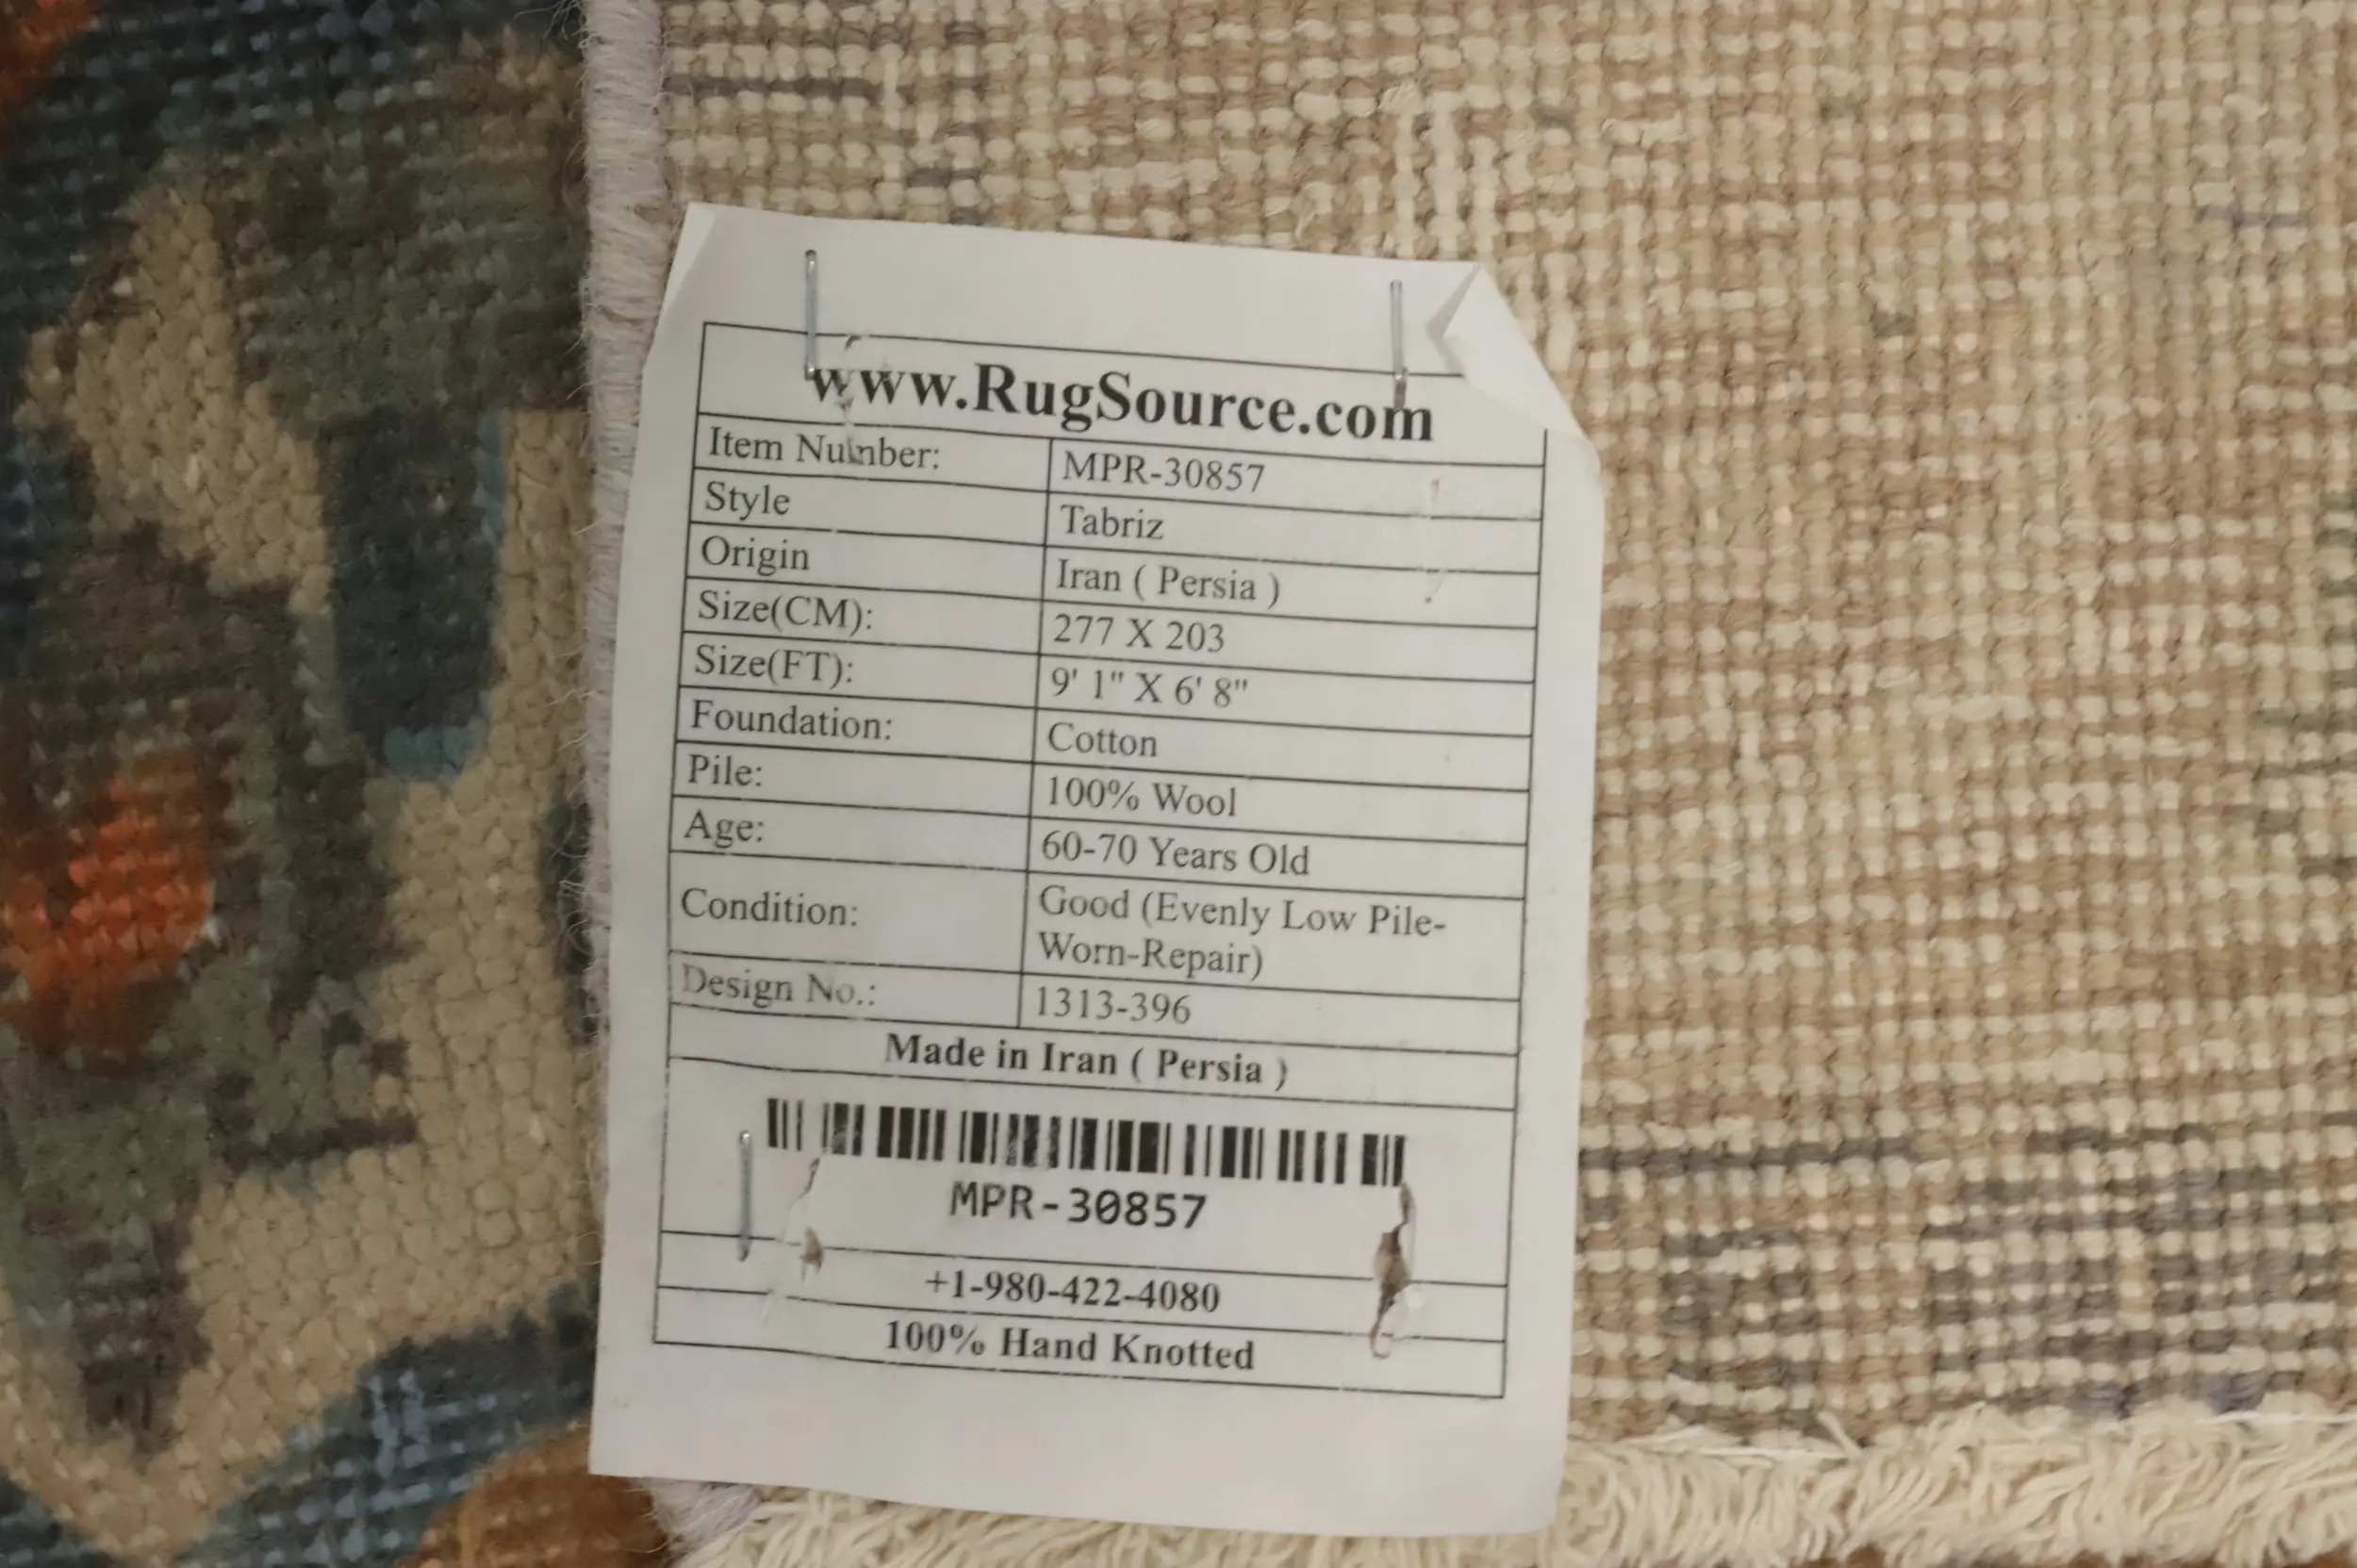 www.RugSource.com
Item Number: MPR-30857
Style Tabriz
Origin Iran ( Persia )
Size(CM): 277 X 203
Size(FT): 9' 1" X 6' 8"
Foundation: Cotton
Pile: 100% Wool
Age: 60-70 Years Old
Condition: Good (Evenly Low Pile-
Worn-Repair)
Design No.: 1313-396
Made in Iran ( Persia )
MPR-30857
+1-980-422-4080
100% Hand Knotted